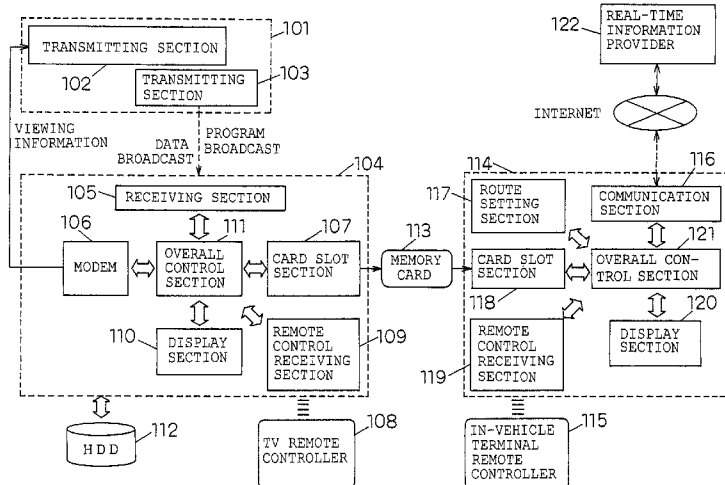 101
TRANSMITTING SECTION
102
TRANSMITTING
SECTION
103
VIEWING
INFORMATION
DATA
BROADCAST
PROGRAM
BROADCAST
104
105
RECEIVING SECTION
106
MODEM
111
OVERALL
CONTROL
SECTION
107
CARD SLOT
SECTION
110
DISPLAY
SECTION
REMOTE
CONTROL
RECEIVING
SECTION
109
HDD
112
TV REMOTE
CONTROLLER
108
113
MEMORY
CARD
122
REAL-TIME
INFORMATION
PROVIDER
INTERNET
114
116
117
ROUTE
SETTING
SECTION
COMMUNICATION
SECTION
CARD SLOT
SECTION
118
121
OVERALL CON-
TROL SECTION
REMOTE
CONTROL
RECEIVING
SECTION
119
120
DISPLAY
SECTION
IN-VEHICLE
TERMINAL
REMOTE
CONTROLLER
115